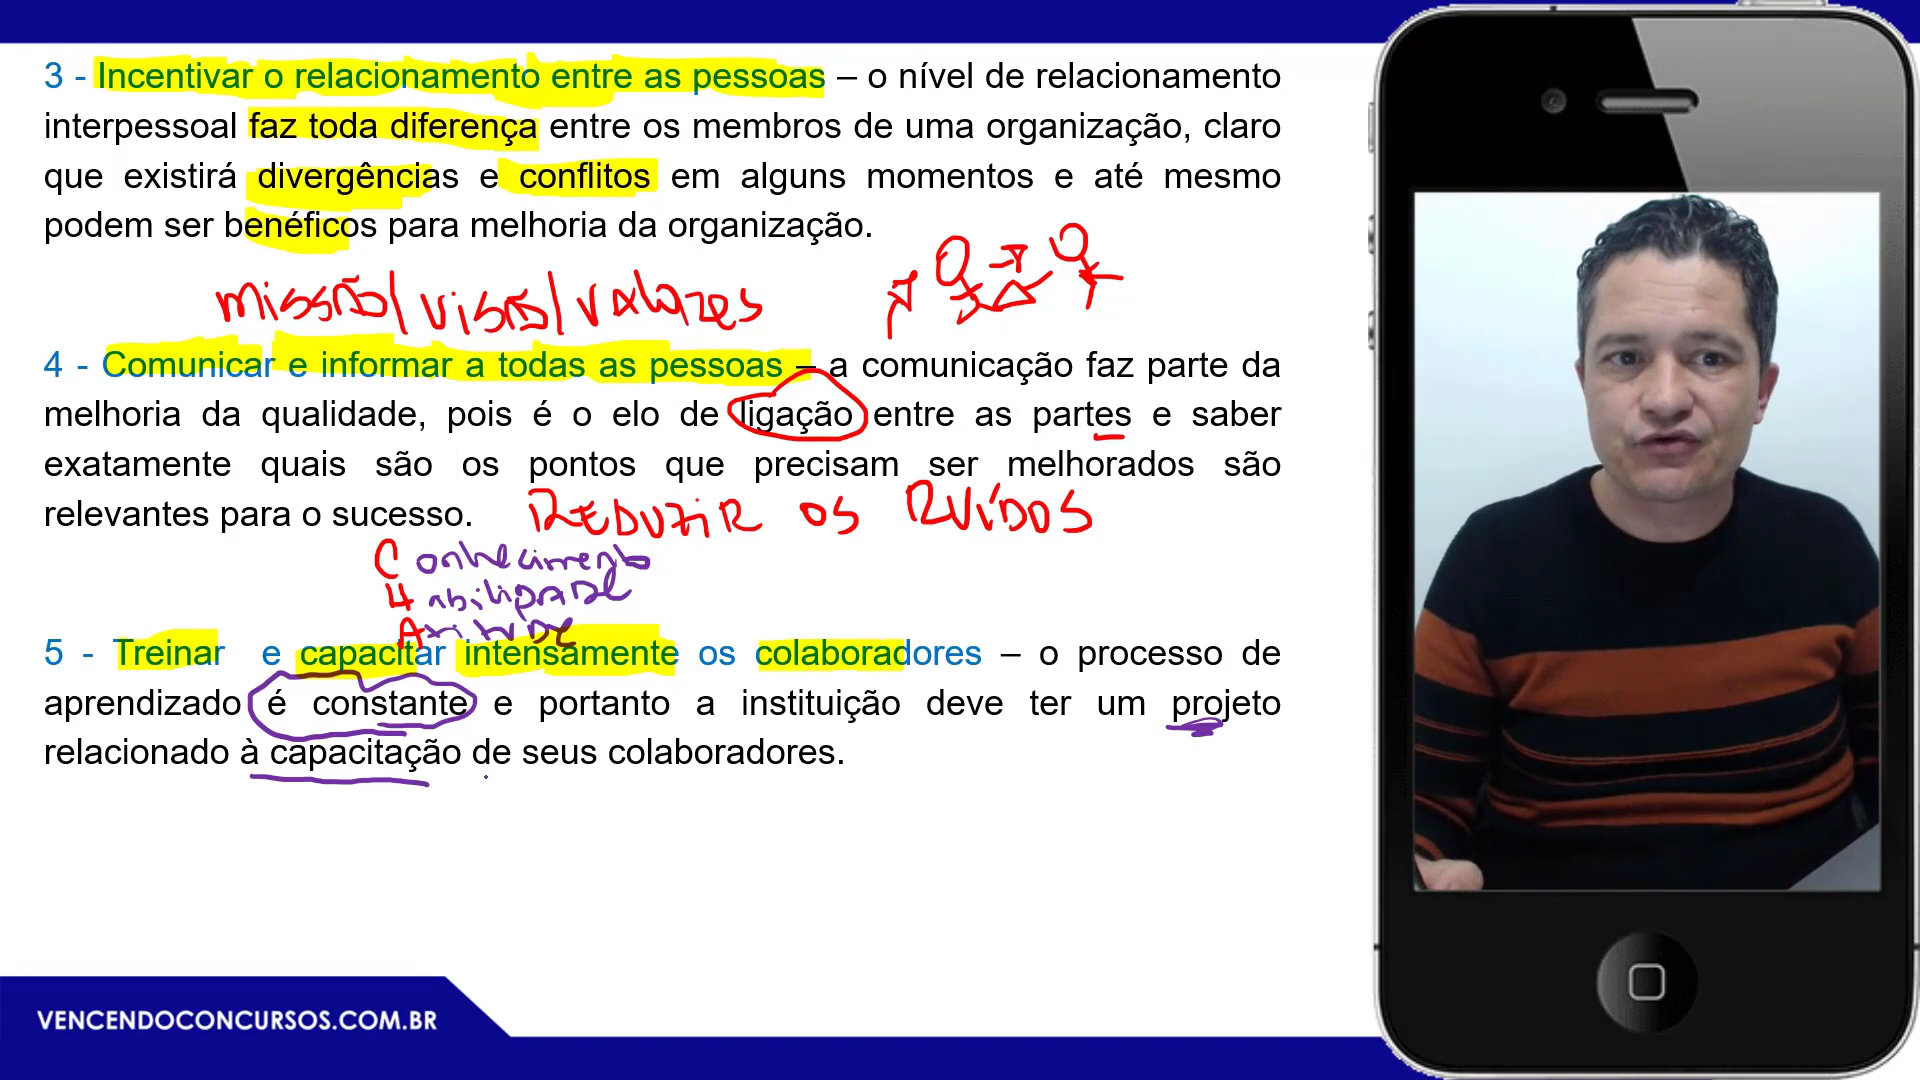 3 - Incentivar o relacionamento entre as pessoas – o nível de relacionamento
interpessoal faz toda diferença entre os membros de uma organização, claro
que existirá divergências e conflitos em alguns momentos e até mesmo
podem ser benéficos para melhoria da organização.
missão/visão/valores
4 - Comunicar e informar a todas as pessoas – a comunicação faz parte da
melhoria da qualidade, pois é o elo de ligação entre as partes e saber
exatamente quais são os pontos que precisam ser melhorados são
relevantes para o sucesso.
REDUZIR OS RUÍDOS
Conhecimento
Habilidade
Atitude
5 - Treinar e capacitar intensamente os colaboradores – o processo de
aprendizado é constante e portanto a instituição deve ter um projeto
relacionado à capacitação de seus colaboradores.
VENCENDOCONCURSOS.COM.BR